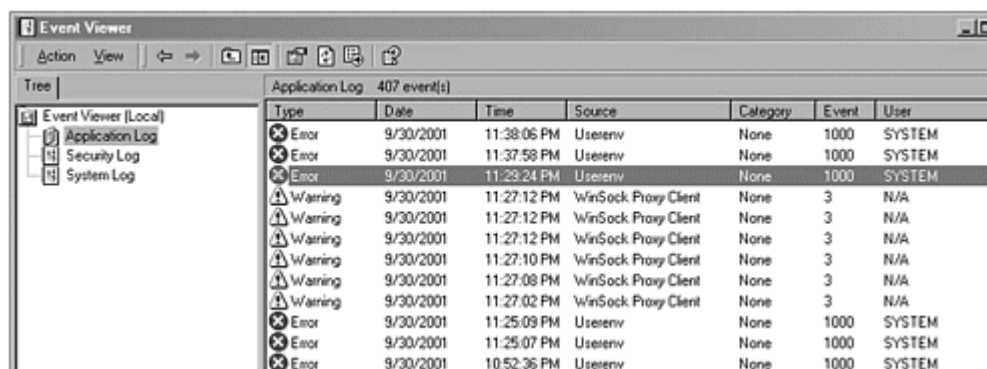 Event Viewer
Action View
Tree
Event Viewer (Local)
Application Log
Security Log
System Log
Application Log 407 event(s)
Type Date Time Source Category Event User
Error 9/30/2001 11:38:06 PM Userenv None 1000 SYSTEM
Error 9/30/2001 11:37:58 PM Userenv None 1000 SYSTEM
Error 9/30/2001 11:29:24 PM Userenv None 1000 SYSTEM
Warning 9/30/2001 11:27:12 PM WinSock Proxy Client None 3 N/A
Warning 9/30/2001 11:27:12 PM WinSock Proxy Client None 3 N/A
Warning 9/30/2001 11:27:12 PM WinSock Proxy Client None 3 N/A
Warning 9/30/2001 11:27:10 PM WinSock Proxy Client None 3 N/A
Warning 9/30/2001 11:27:08 PM WinSock Proxy Client None 3 N/A
Warning 9/30/2001 11:27:02 PM WinSock Proxy Client None 3 N/A
Error 9/30/2001 11:25:09 PM Userenv None 1000 SYSTEM
Error 9/30/2001 11:25:07 PM Userenv None 1000 SYSTEM
Error 9/30/2001 10:52:36 PM Userenv None 1000 SYSTEM